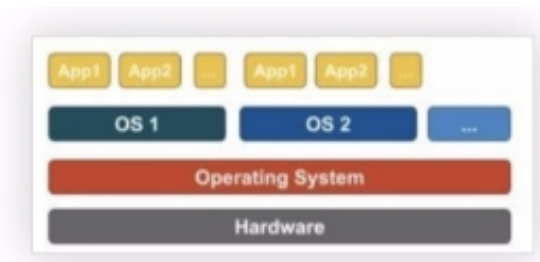 App1 App2 ... App1 App2 ...
OS 1 OS 2 ...
Operating System
Hardware